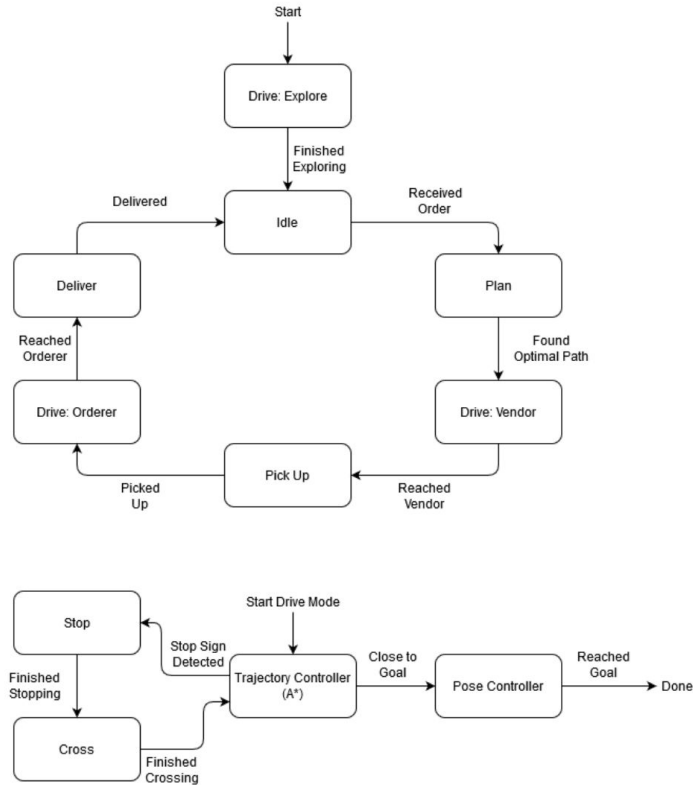 Start
Drive: Explore
Finished
Exploring
Delivered
Idle
Received
Order
Deliver
Plan
Reached
Orderer
Found
Optimal Path
Drive: Orderer
Drive: Vendor
Pick Up
Picked
Up
Reached
Vendor
Start Drive Mode
Stop
Stop Sign
Detected
Trajectory Controller
(A*)
Close to
Goal
Pose Controller
Reached
Goal
Done
Finished
Stopping
Cross
Finished
Crossing